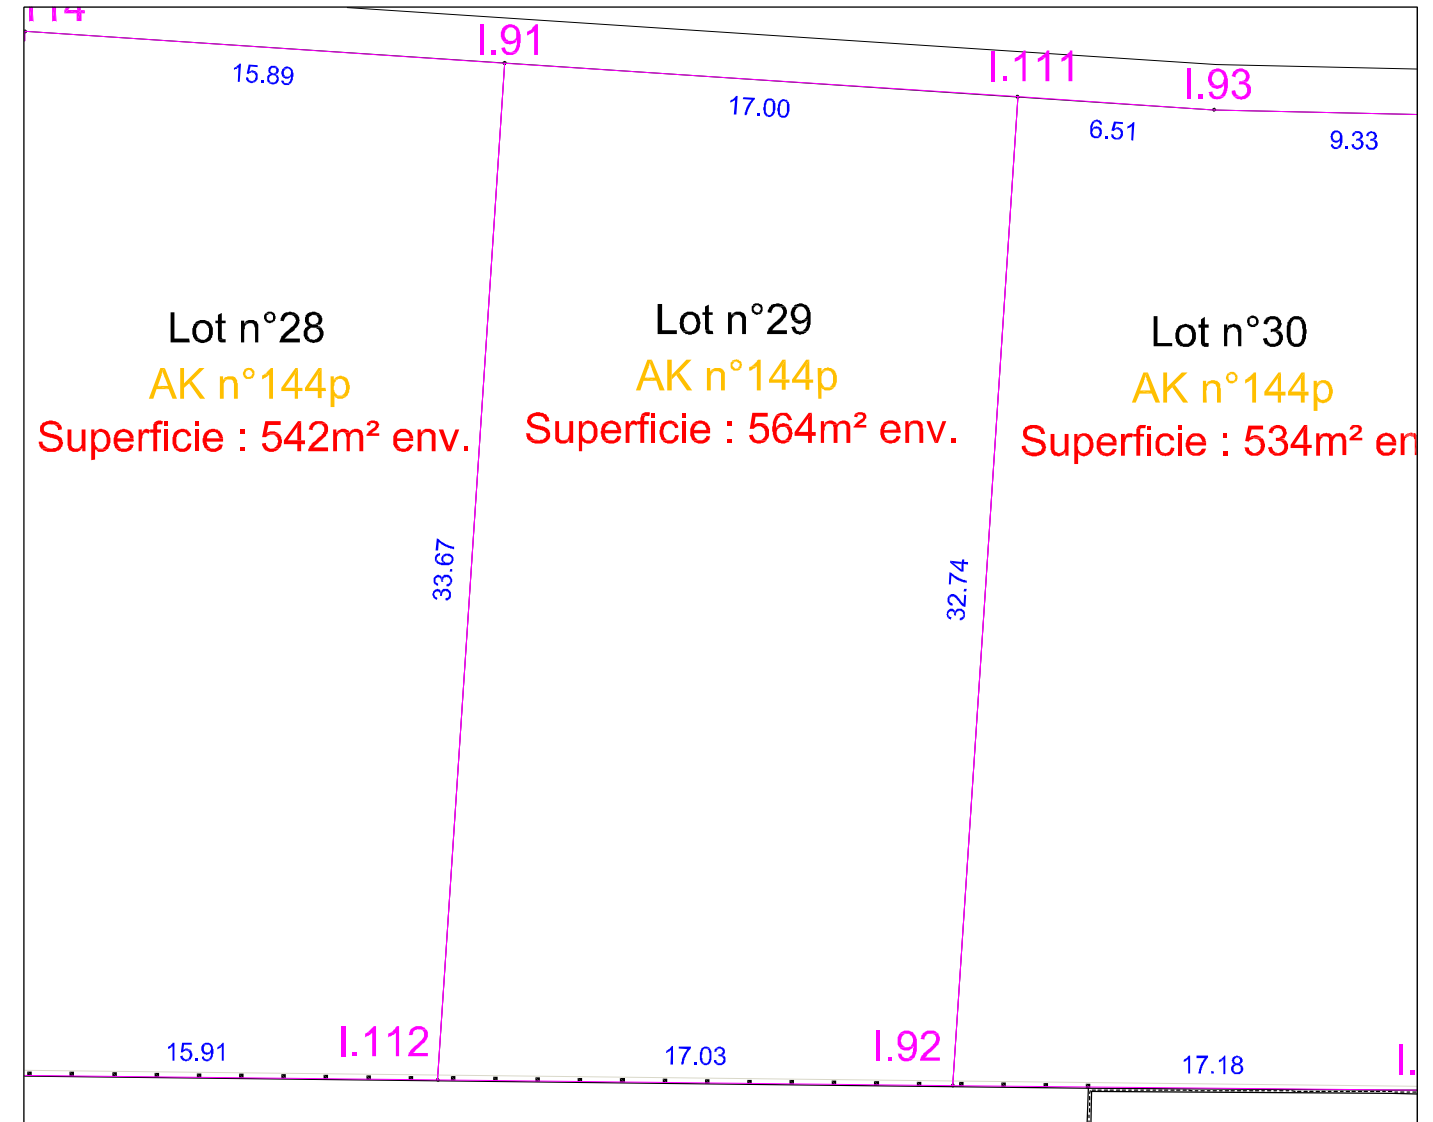 I.91
I.111
I.93
15.89
17.00
6.51
9.33
Lot n°28
AK n°144p
Superficie : 542m² env.
Lot n°29
AK n°144p
Superficie : 564m² env.
Lot n°30
AK n°144p
Superficie : 534m² en
33.67
32.74
I.112
I.92
15.91
17.03
17.18
I.